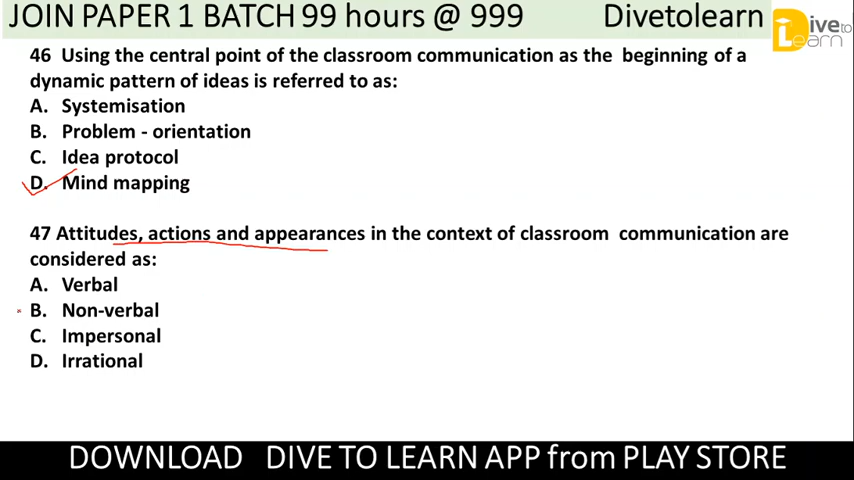 JOIN PAPER 1 BATCH 99 hours @ 999 Divetolearn
Dive to Learn
46 Using the central point of the classroom communication as the beginning of a
dynamic pattern of ideas is referred to as:
A. Systemisation
B. Problem - orientation
C. Idea protocol
D. Mind mapping
47 Attitudes, actions and appearances in the context of classroom communication are
considered as:
A. Verbal
B. Non-verbal
C. Impersonal
D. Irrational
DOWNLOAD DIVE TO LEARN APP from PLAY STORE